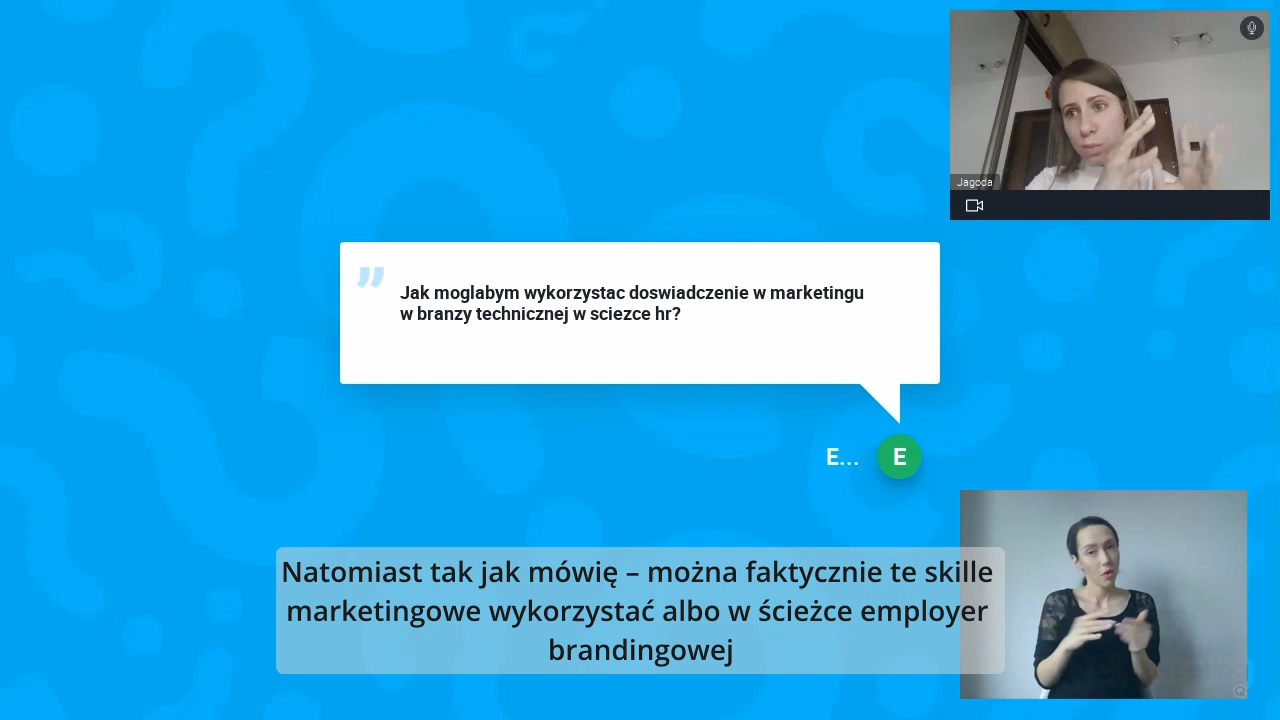 Jagoda
Jak moglabym wykorzystac doswiadczenie w marketingu
w branzy technicznej w sciezce hr?
E... E
Natomiast tak jak mówię – można faktycznie te skille
marketingowe wykorzystać albo w ścieżce employer
brandingowej